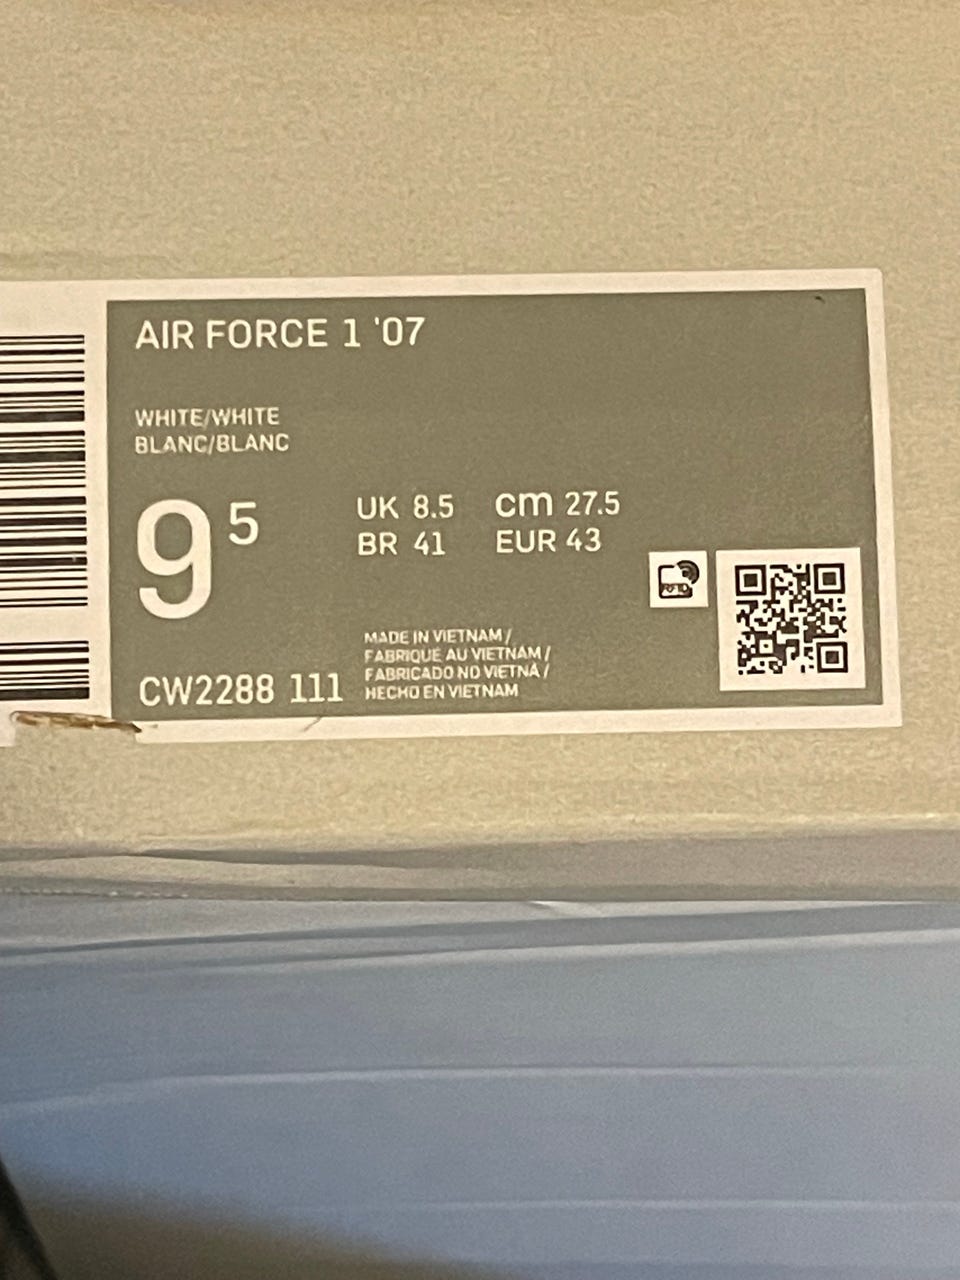 AIR FORCE 1 '07
WHITE/WHITE
BLANC/BLANC
9 5
UK 8.5 cm 27.5
BR 41 EUR 43
MADE IN VIETNAM /
FABRIQUÉ AU VIETNAM /
FABRICADO NO VIETNÃ /
HECHO EN VIETNAM
CW2288 111